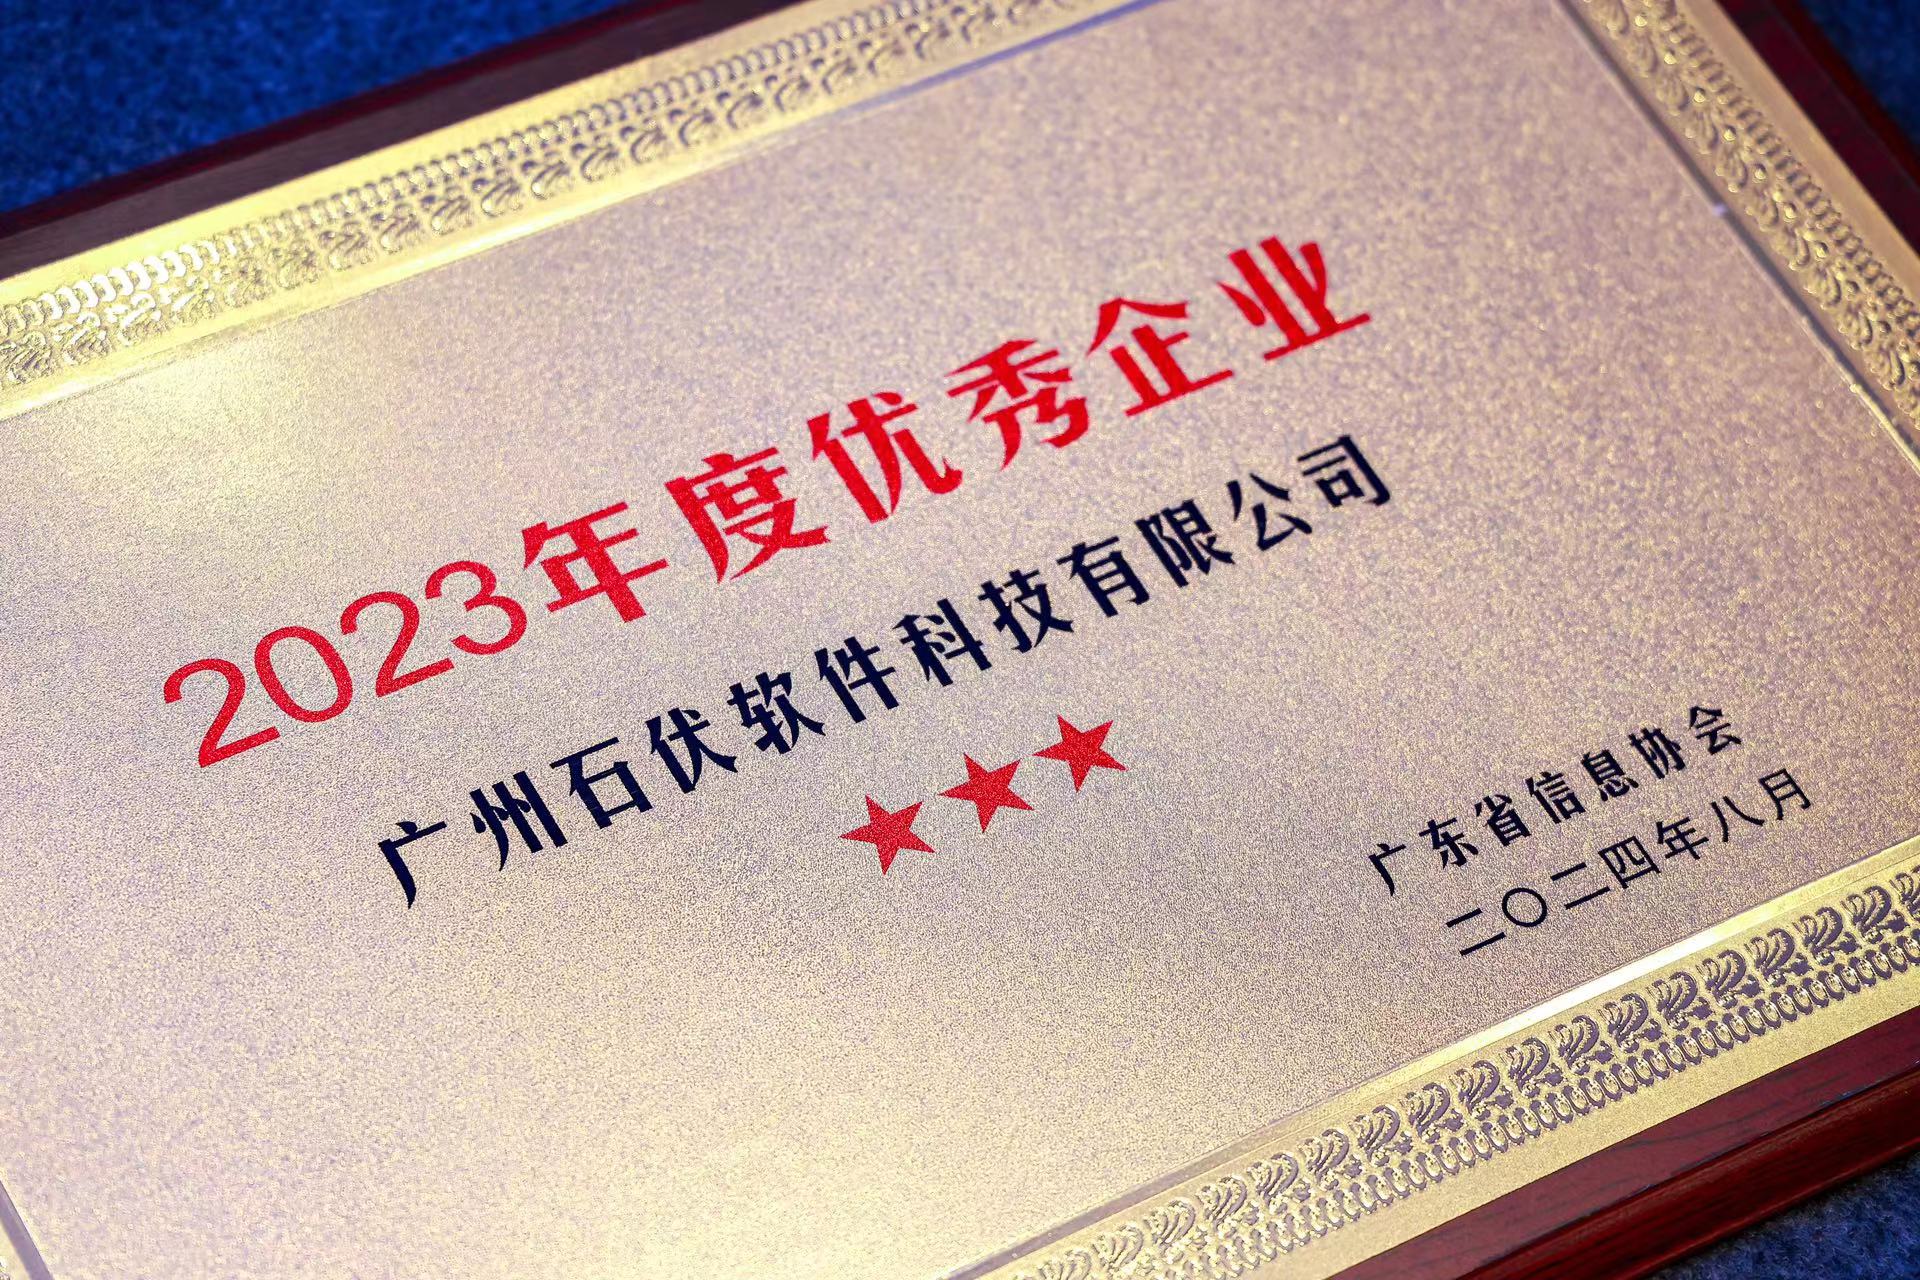 2023年度优秀企业
广州石伏软件科技有限公司
★★★
广东省信息协会
二〇二四年八月